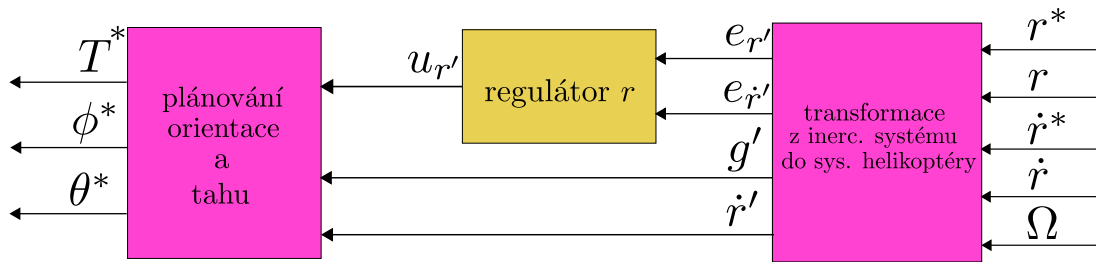 T*
ϕ*
θ*
plánování
orientace
a
tahu
u_{r′}
regulátor r
e_{r′}
e_{ṙ′}
g′
ṙ′
transformace
z inerc. systému
do sys. helikoptéry
r*
r
ṙ*
ṙ
Ω